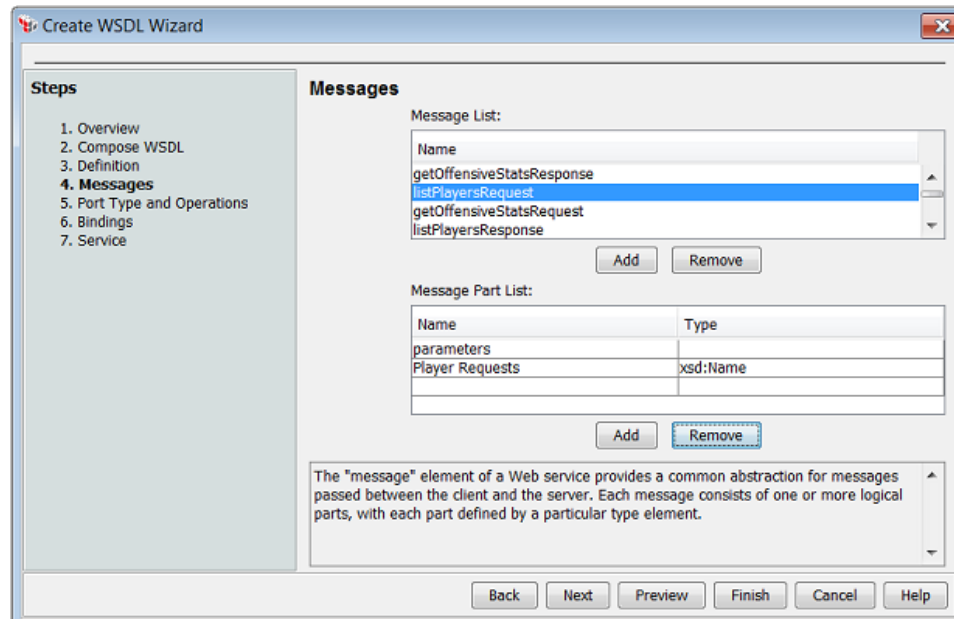 Create WSDL Wizard
Steps
1. Overview
2. Compose WSDL
3. Definition
4. Messages
5. Port Type and Operations
6. Bindings
7. Service
Messages
Message List:
Name
getOffensiveStatsResponse
listPlayersRequest
getOffensiveStatsRequest
listPlayersResponse
Add Remove
Message Part List:
Name Type
parameters
Player Requests xsd:Name
Add Remove
The "message" element of a Web service provides a common abstraction for messages
passed between the client and the server. Each message consists of one or more logical
parts, with each part defined by a particular type element.
Back Next Preview Finish Cancel Help